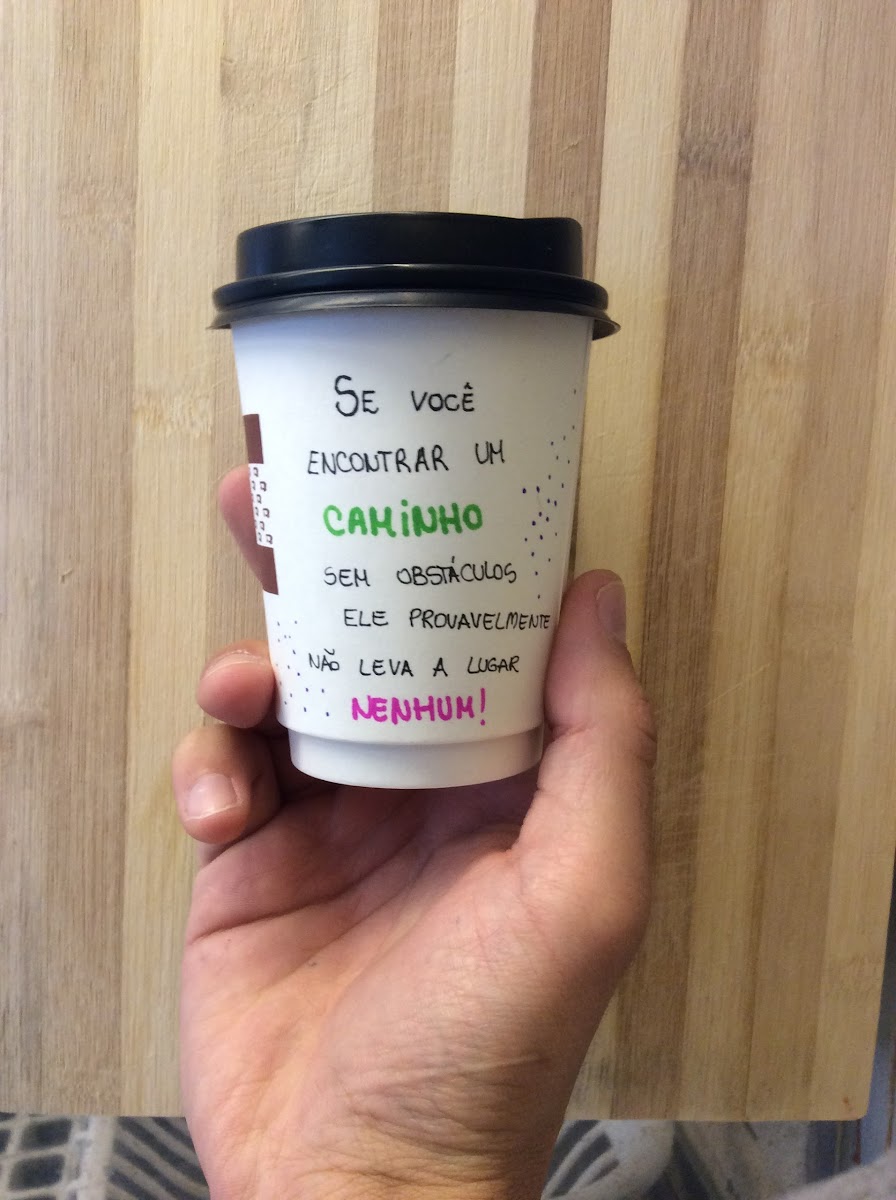 SE VOCÊ
ENCONTRAR UM
CAMiNHO
SEM OBSTÁCULOS
ELE PROVAVELMENTE
NÃO LEVA A LUGAR
NENHUM!